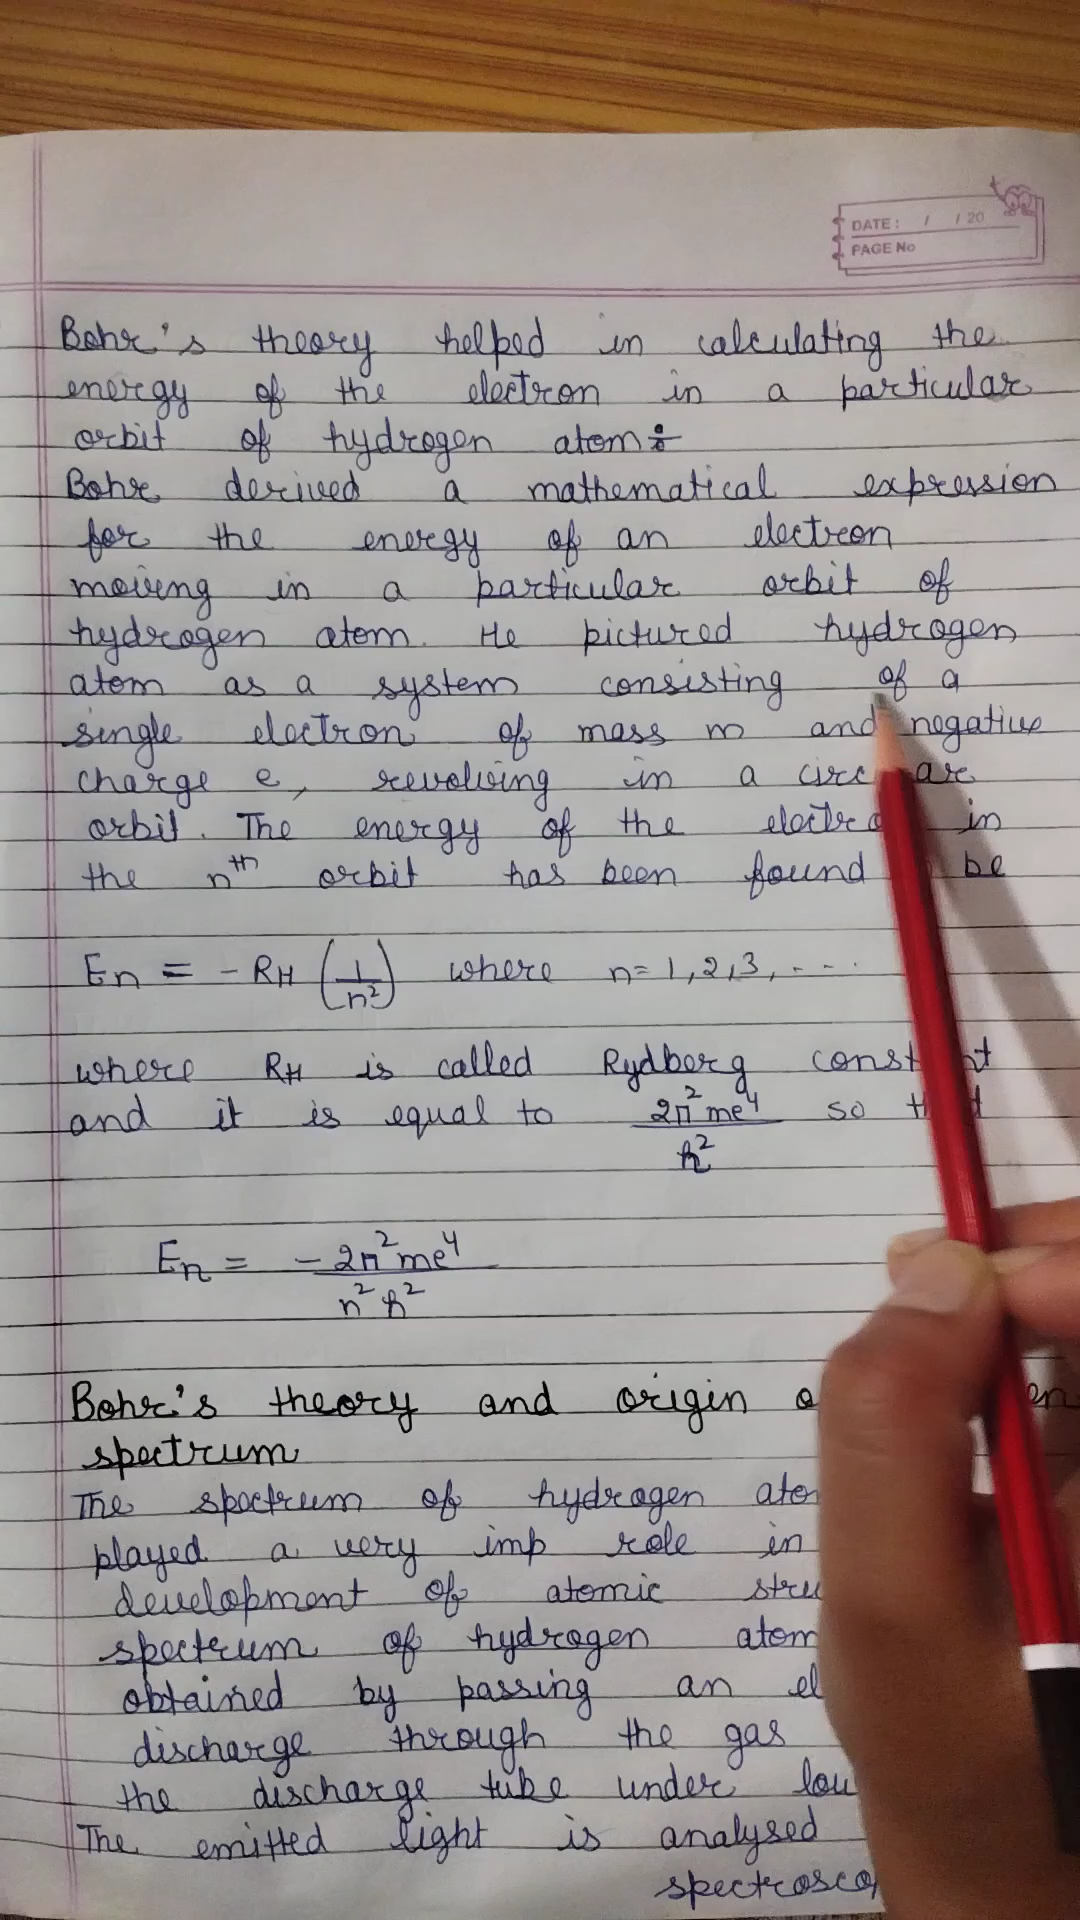 DATE: / / 20
PAGE No
Bohr's theory helped in calculating the
energy of the electron in a particular
orbit of hydrogen atom÷
Bohr derived a mathematical expression
for the energy of an electron
moving in a particular orbit of
hydrogen atom. He pictured hydrogen
atom as a system consisting of a
single electron of mass m and negative
charge e, revolving in a
orbit. The energy of the in
the nᵗʰ orbit has been found be
En = - RH (1/n²) where n=1,2,3,----
where RH is called Rydberg
and it is equal to 2π²me⁴/h² so
En = -2π²me⁴/n²h²
Bohr's theory and origin
spectrum
The spectrum of hydrogen
played a very imp role in
development of atomic
spectrum of hydrogen atom
obtained by passing an
discharge through the gas
the discharge tube under
The emitted light is analysed